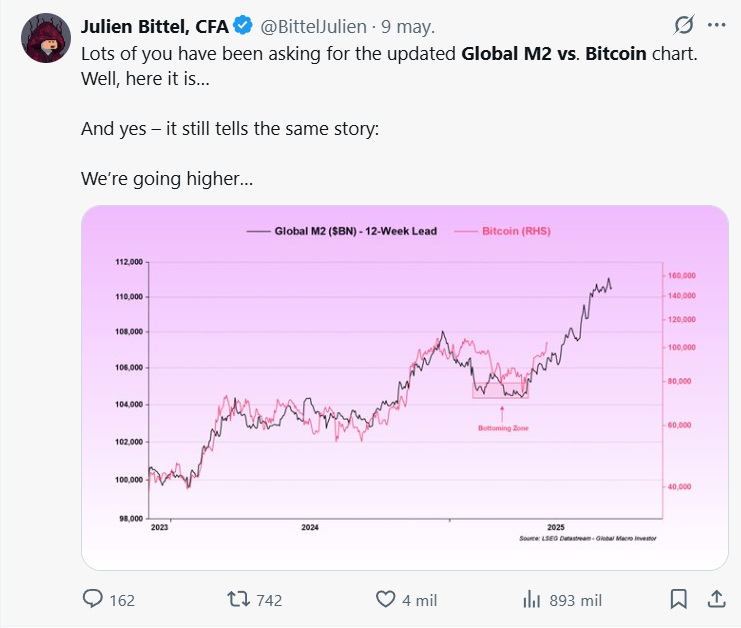 Julien Bittel, CFA @BittelJulien · 9 may.
Lots of you have been asking for the updated Global M2 vs. Bitcoin chart.
Well, here it is...
And yes – it still tells the same story:
We’re going higher...
Global M2 ($BN) - 12-Week Lead Bitcoin (RHS)
112,000
110,000
108,000
106,000
104,000
102,000
100,000
98,000
160,000
140,000
120,000
100,000
80,000
60,000
40,000
Bottoming Zone
2023 2024 2025
Source: LSEG Datastream - Global Macro Investor
162 742 4 mil 893 mil